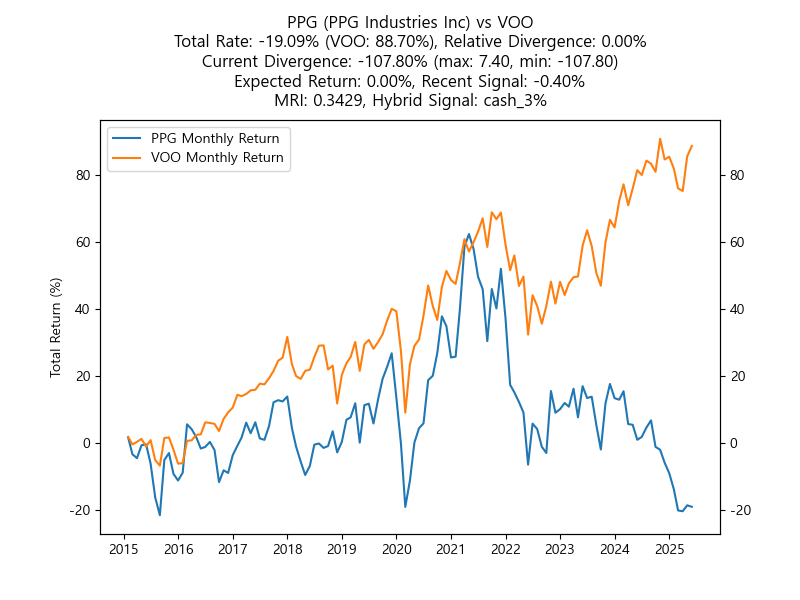 PPG (PPG Industries Inc) vs VOO
Total Rate: -19.09% (VOO: 88.70%), Relative Divergence: 0.00%
Current Divergence: -107.80% (max: 7.40, min: -107.80)
Expected Return: 0.00%, Recent Signal: -0.40%
MRI: 0.3429, Hybrid Signal: cash_3%
PPG Monthly Return
VOO Monthly Return
Total Return (%)
80 80
60 60
40 40
20 20
0 0
-20 -20
2015 2016 2017 2018 2019 2020 2021 2022 2023 2024 2025